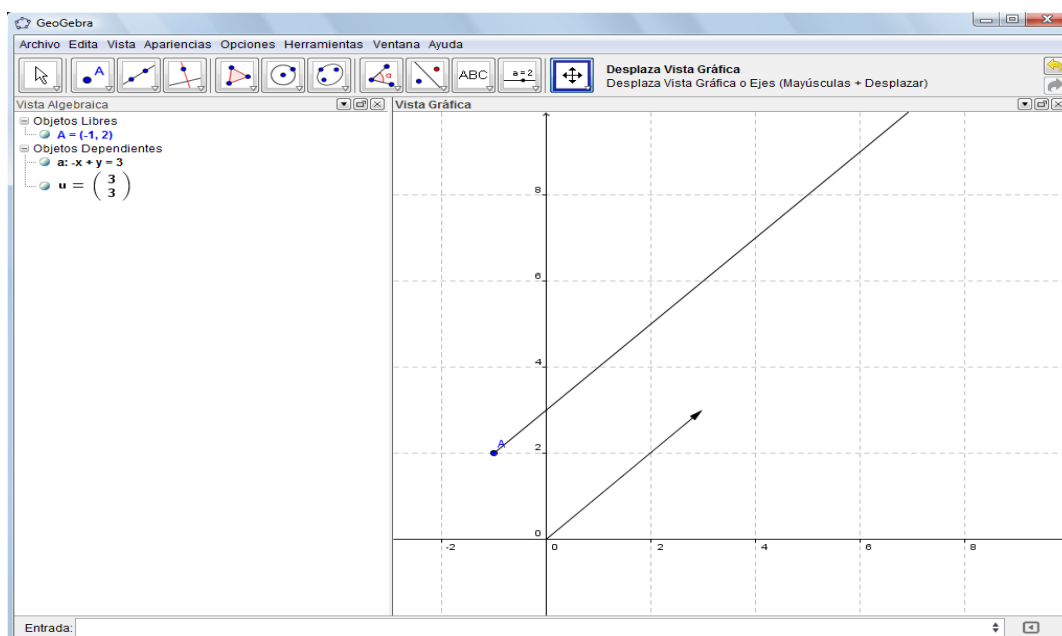 GeoGebra
Archivo Edita Vista Apariencias Opciones Herramientas Ventana Ayuda
A
α
ABC
a=2
Desplaza Vista Gráfica
Desplaza Vista Gráfica o Ejes (Mayúsculas + Desplazar)
Vista Algebraica
Vista Gráfica
Objetos Libres
A = (-1, 2)
Objetos Dependientes
a: -x + y = 3
u = ( 3
3 )
8
6
4
A
2
0
-2 0 2 4 6 8
Entrada: